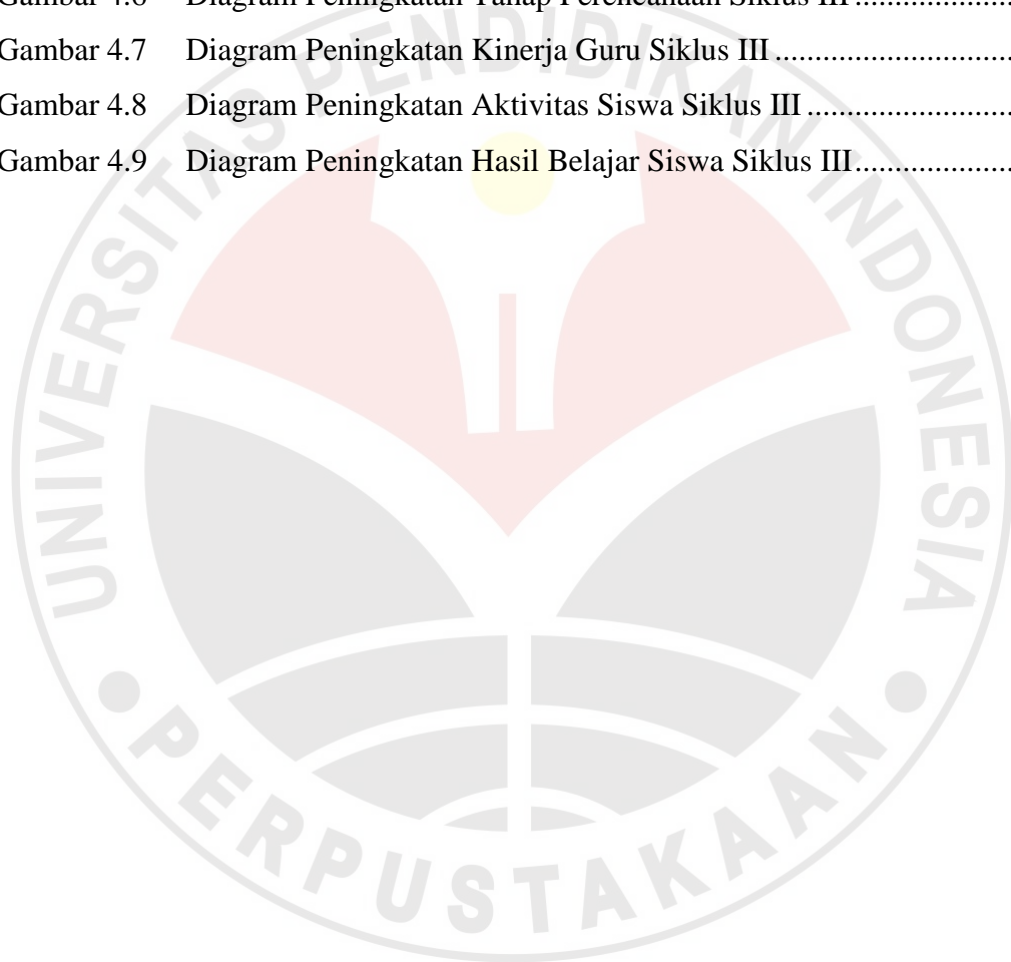 Gambar 4.6 Diagram Peningkatan Tahap Perencanaan Siklus III ...................
Gambar 4.7 Diagram Peningkatan Kinerja Guru Siklus III ............................
Gambar 4.8 Diagram Peningkatan Aktivitas Siswa Siklus III ........................
Gambar 4.9 Diagram Peningkatan Hasil Belajar Siswa Siklus III ...................
UNIVERSITAS PENDIDIKAN INDONESIA
PERPUSTAKAAN